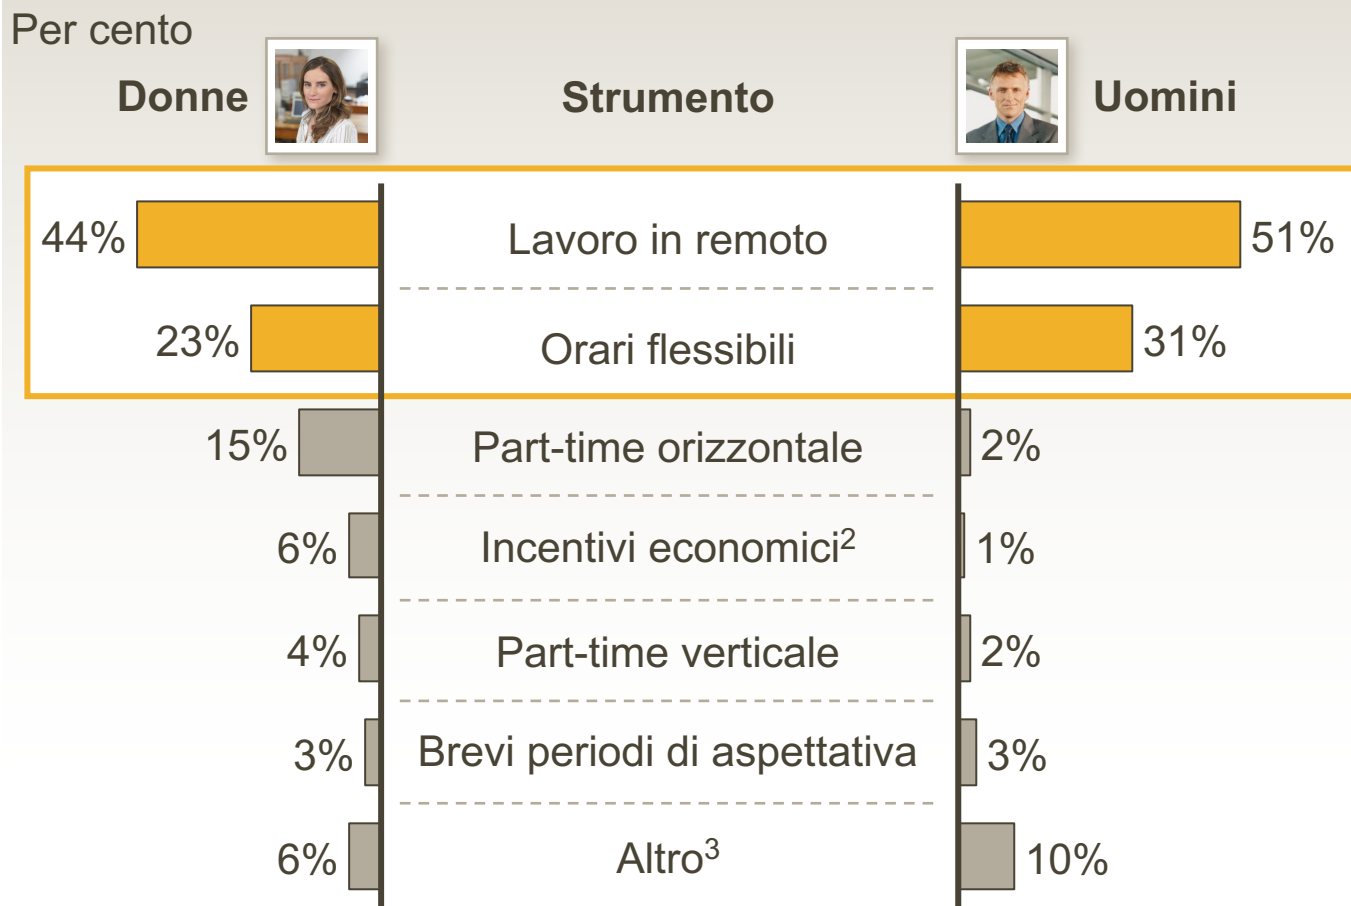 Per cento
Donne Strumento Uomini
44% Lavoro in remoto 51%
23% Orari flessibili 31%
15% Part-time orizzontale 2%
6% Incentivi economici² 1%
4% Part-time verticale 2%
3% Brevi periodi di aspettativa 3%
6% Altro³ 10%